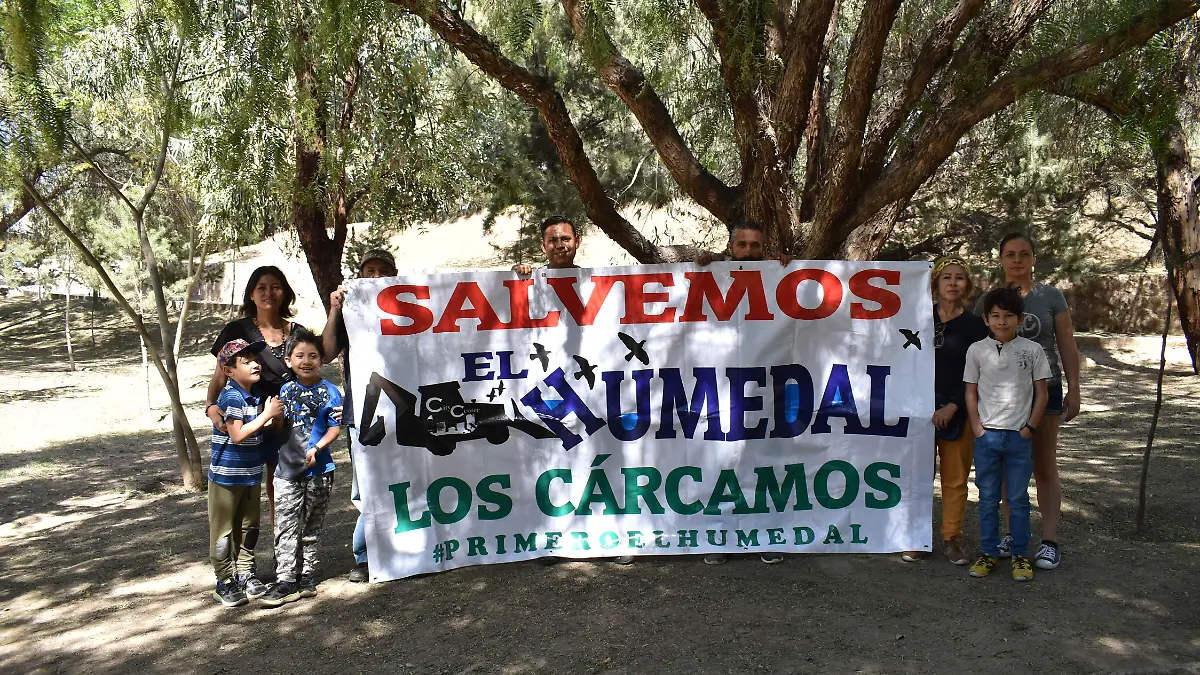 SALVEMOS
EL
HUMEDAL
LOS CÁRCAMOS
#PRIMEROELHUMEDAL